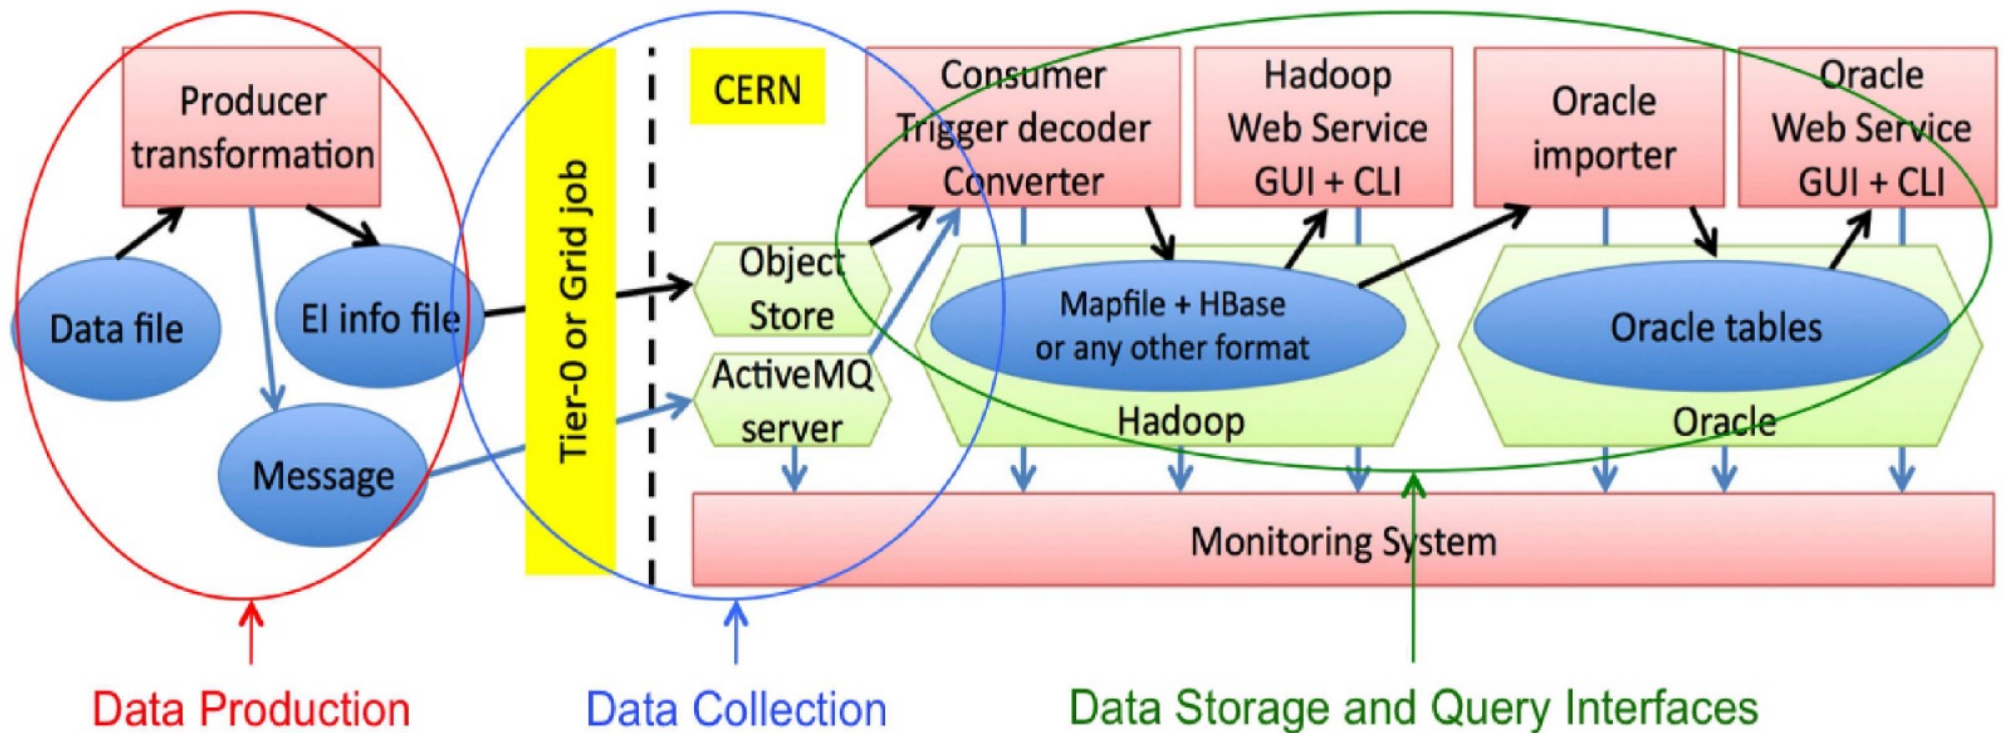 Producer
transformation
Data file
EI info file
Message
Tier-0 or Grid job
CERN
Object
Store
ActiveMQ
server
Consumer
Trigger decoder
Converter
Hadoop
Web Service
GUI + CLI
Oracle
importer
Oracle
Web Service
GUI + CLI
Mapfile + HBase
or any other format
Hadoop
Oracle tables
Oracle
Monitoring System
Data Production
Data Collection
Data Storage and Query Interfaces